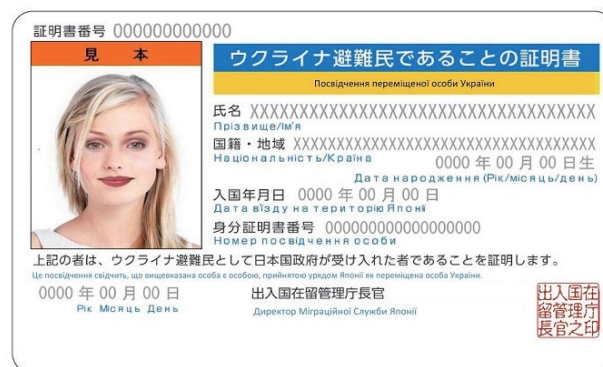 証明書番号 000000000000
見 本
ウクライナ避難民であることの証明書
Посвідчення переміщеної особи України
氏名 XXXXXXXXXXXXXXXXXXXXXXXXXXXXXXXXXXX
Прізвище/Ім'я
国籍・地域 XXXXXXXXXXXXXXXXXXXXXXXXXXXXXXXXX
Національність/Країна
0000 年 00 月 00 日生
Дата народження (Рік/місяць/день)
入国年月日 0000 年 00 月 00 日
Дата в'їзду на територію Японії
身分証明書番号 000000000000000000
Номер посвідчення особи
上記の者は、ウクライナ避難民として日本国政府が受け入れた者であることを証明します。
Це посвідчення свідчить, що вищевказана особа є особою, прийнятою урядом Японії як переміщена особа України.
0000 年 00 月 00 日
Рік Місяць День
出入国在留管理庁長官
Директор Міграційної Служби Японії
出入国在
留管理庁
長官之印